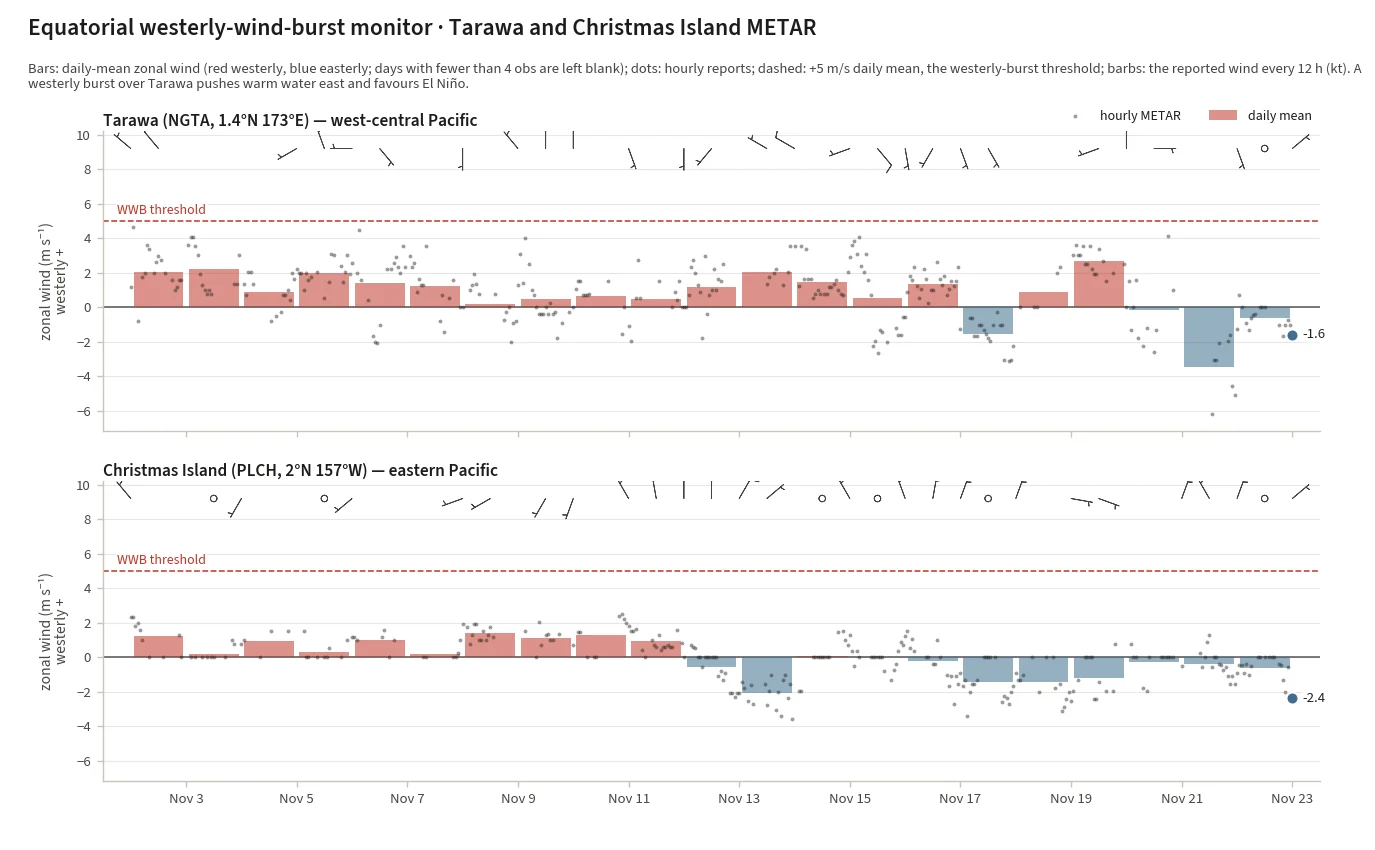 Equatorial westerly-wind-burst monitor · Tarawa and Christmas Island METAR
Bars: daily-mean zonal wind (red westerly, blue easterly; days with fewer than 4 obs are left blank); dots: hourly reports; dashed: +5 m/s daily mean, the westerly-burst threshold; barbs: the reported wind every 12 h (kt). A
westerly burst over Tarawa pushes warm water east and favours El Niño.
Tarawa (NGTA, 1.4°N 173°E) — west-central Pacific
hourly METAR
daily mean
10
8
6
4
2
0
−2
−4
−6
zonal wind (m s⁻¹)
westerly +
WWB threshold
-1.6
Christmas Island (PLCH, 2°N 157°W) — eastern Pacific
10
8
6
4
2
0
−2
−4
−6
zonal wind (m s⁻¹)
westerly +
WWB threshold
-2.4
Nov 3
Nov 5
Nov 7
Nov 9
Nov 11
Nov 13
Nov 15
Nov 17
Nov 19
Nov 21
Nov 23